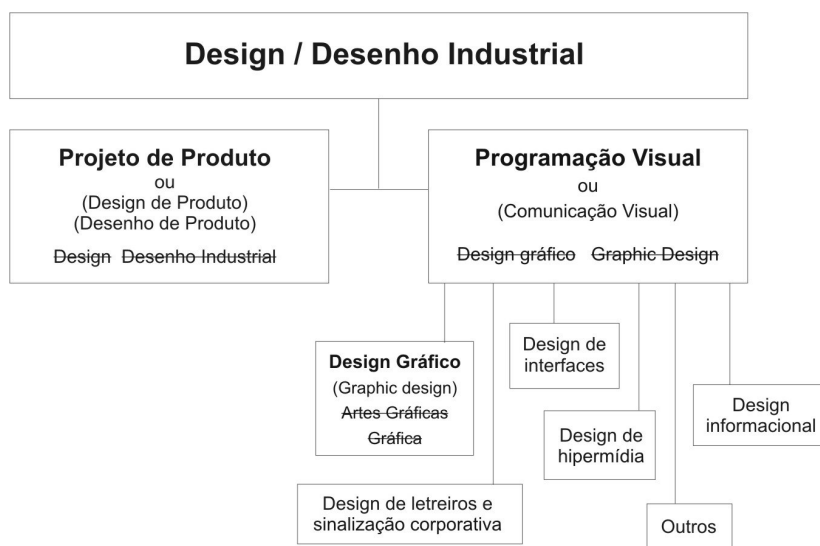 Design / Desenho Industrial
Projeto de Produto
ou
(Design de Produto)
(Desenho de Produto)
Design Desenho Industrial
Programação Visual
ou
(Comunicação Visual)
Design gráfico Graphic Design
Design Gráfico
(Graphic design)
Artes Gráficas
Gráfica
Design de
interfaces
Design
informacional
Design de
hipermídia
Design de letreiros e
sinalização corporativa
Outros